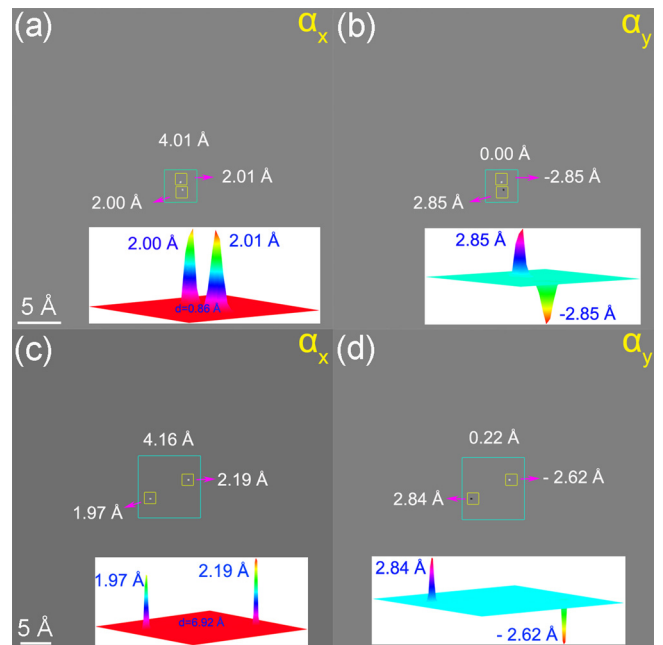 (a)
αx
4.01 Å
2.01 Å
2.00 Å
2.00 Å
2.01 Å
d=0.86 Å
5 Å
(b)
αy
0.00 Å
-2.85 Å
2.85 Å
2.85 Å
-2.85 Å
(c)
αx
4.16 Å
2.19 Å
1.97 Å
1.97 Å
2.19 Å
d=6.92 Å
5 Å
(d)
αy
0.22 Å
- 2.62 Å
2.84 Å
2.84 Å
- 2.62 Å